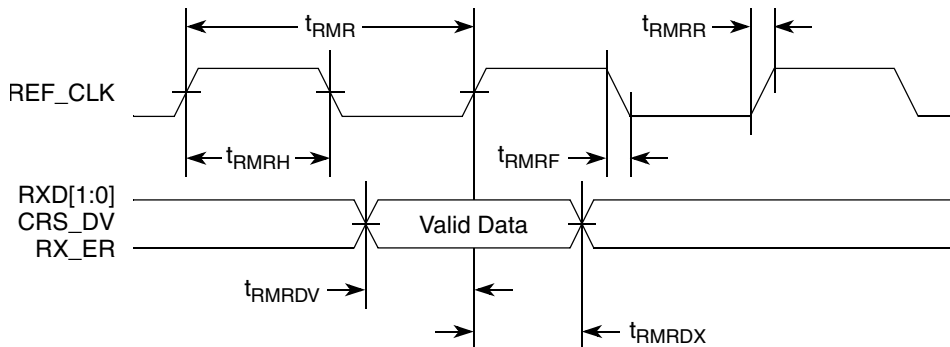 tRMR
tRMRR
REF_CLK
tRMRH
tRMRF
RXD[1:0]
CRS_DV
RX_ER
Valid Data
tRMRDV
tRMRDX